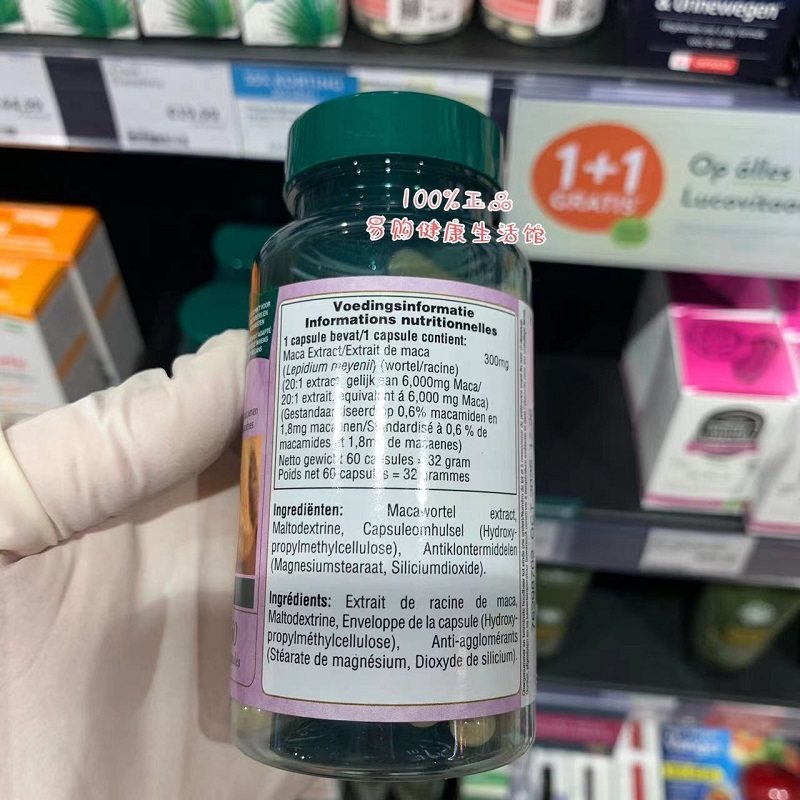 & Urinewegen
1+1
GRATIS
Op álles
Lucovitaal
100%正品
易购健康生活馆
Voedingsinformatie
Informations nutritionnelles
1 capsule bevat/1 capsule contient:
Maca Extract/Extrait de maca 300mg
(Lepidium meyenii) (wortel/racine)
(20:1 extract, gelijk aan 6,000mg Maca/
20:1 extrait, équivalent á 6,000 mg Maca)
(Gestandaardiseerd op 0,6% macamiden en
1,8mg macaenen/Standardisé à 0,6 % de
macamides et 1,8mg de macaenes)
Netto gewicht 60 capsules = 32 gram
Poids net 60 capsules = 32 grammes
Ingrediënten: Maca-wortel extract,
Maltodextrine, Capsuleomhulsel (Hydroxy-
propylmethylcellulose), Antiklontermiddelen
(Magnesiumstearaat, Siliciumdioxide).
Ingrédients: Extrait de racine de maca,
Maltodextrine, Enveloppe de la capsule (Hydroxy-
propylméthylcellulose), Anti-agglomérants
(Stéarate de magnésium, Dioxyde de silicium).